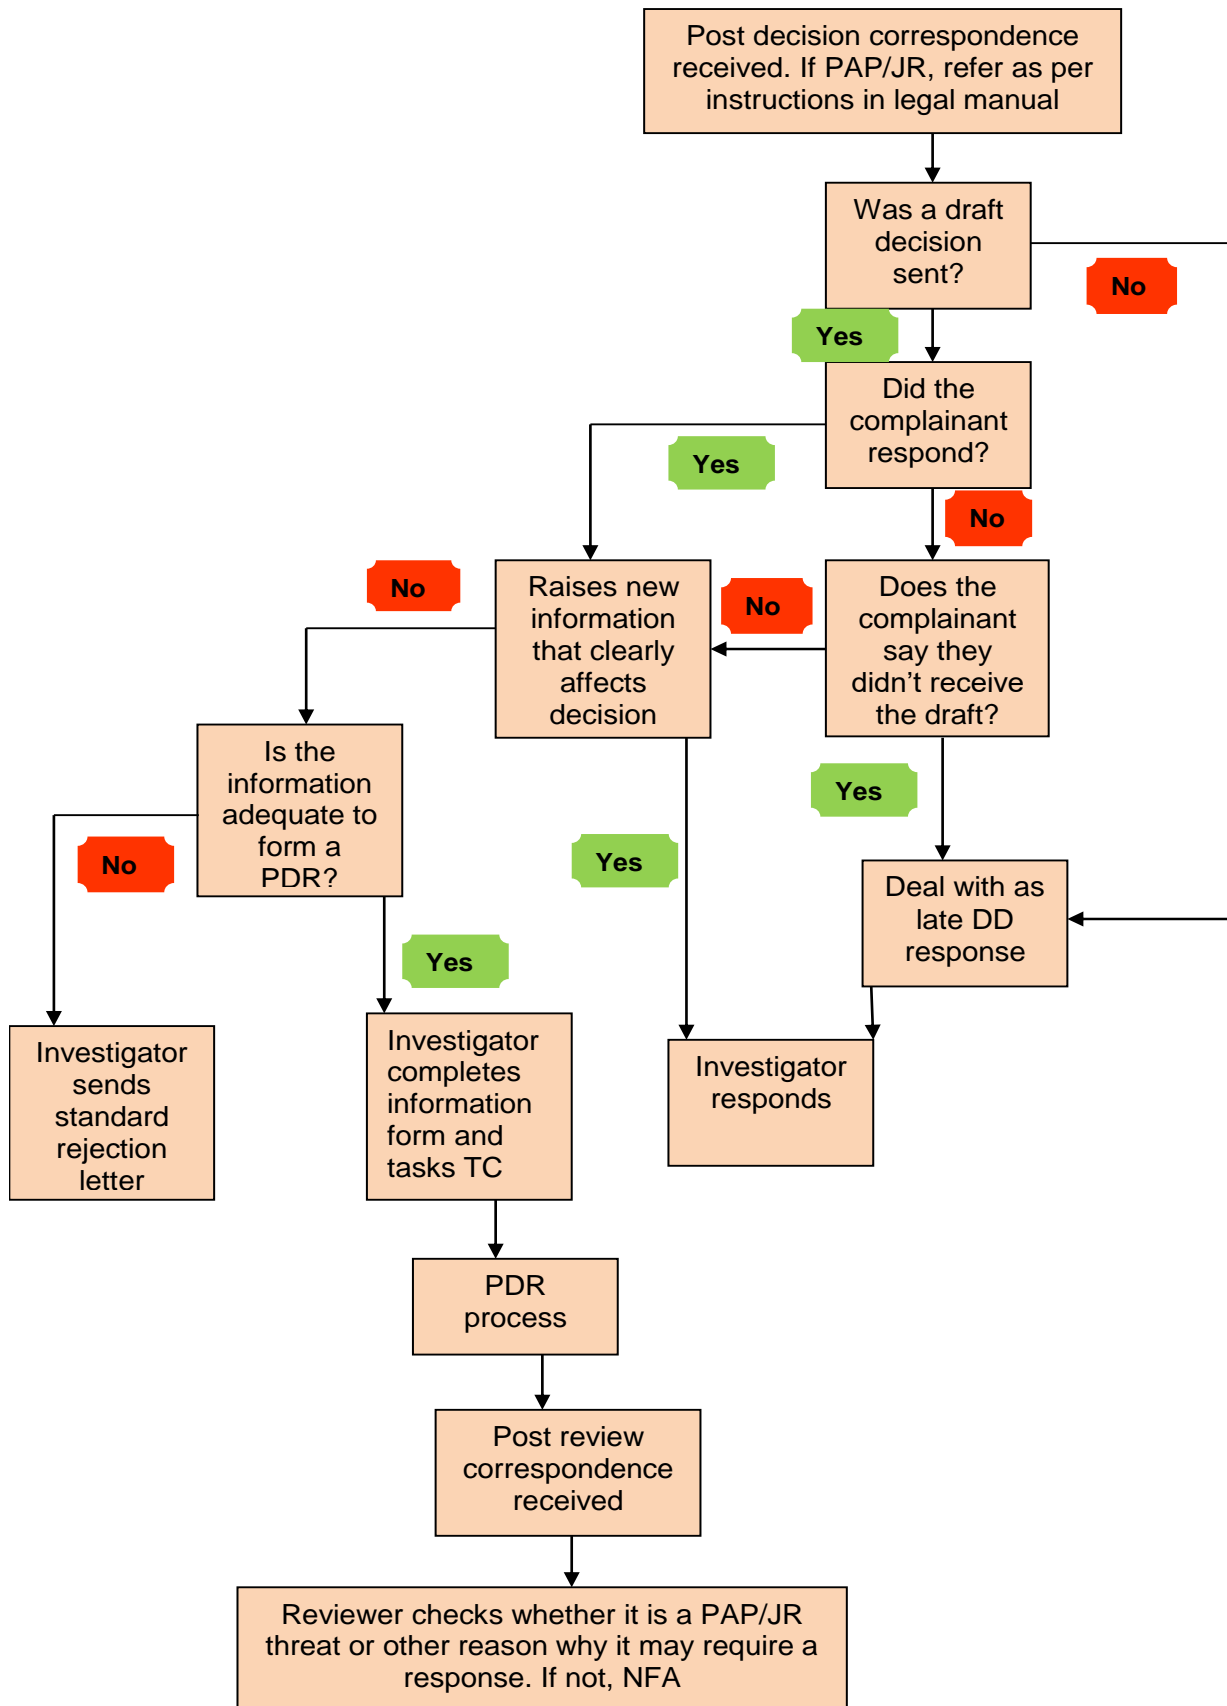 Post decision correspondence
received. If PAP/JR, refer as per
instructions in legal manual
Was a draft
decision
sent?
No
Yes
Did the
complainant
respond?
Yes
No
Raises new
information
that clearly
affects
decision
No
No
Does the
complainant
say they
didn’t receive
the draft?
Is the
information
adequate to
form a
PDR?
No
Yes
Yes
Yes
Deal with as
late DD
response
Investigator
sends
standard
rejection
letter
Investigator
completes
information
form and
tasks TC
Investigator
responds
PDR
process
Post review
correspondence
received
Reviewer checks whether it is a PAP/JR
threat or other reason why it may require a
response. If not, NFA